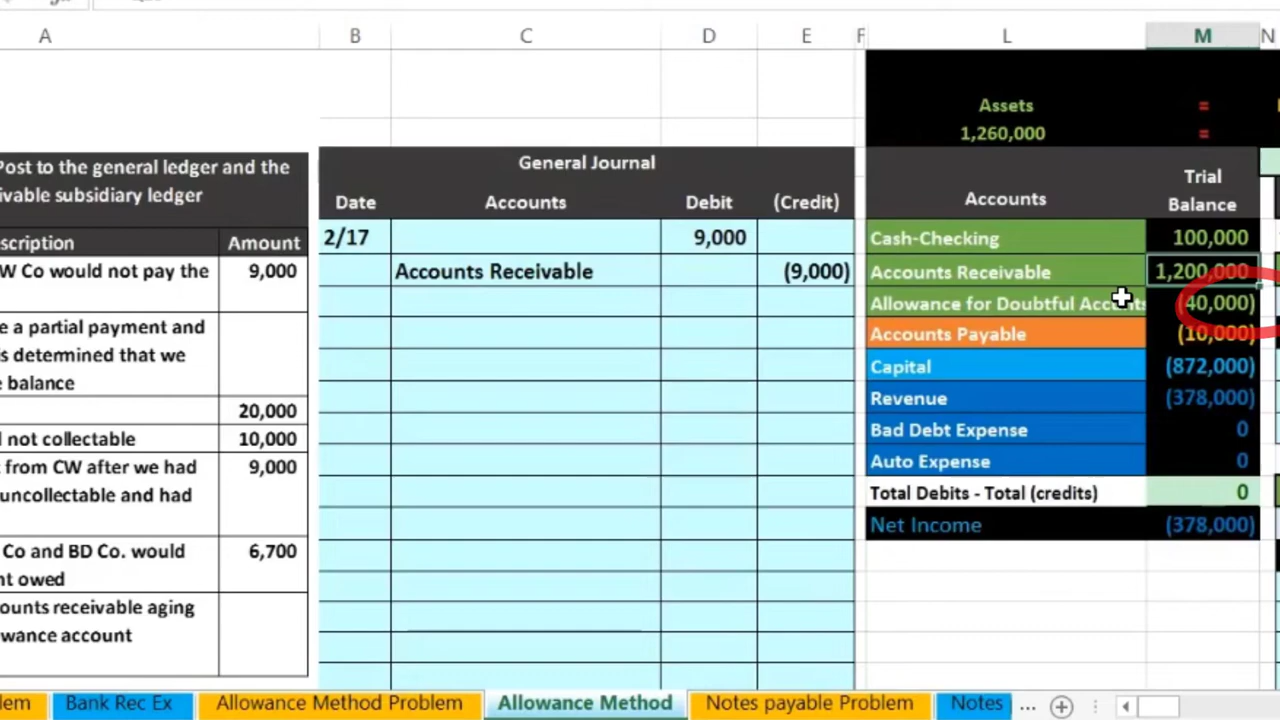 A B C D E F L M N
Assets =
1,260,000 =
Post to the general ledger and the
ivable subsidiary ledger
scription Amount
W Co would not pay the 9,000
e a partial payment and
is determined that we
e balance
20,000
l not collectable 10,000
t from CW after we had 9,000
uncollectable and had
Co and BD Co. would 6,700
nt owed
ounts receivable aging
wance account
General Journal
Date Accounts Debit (Credit)
2/17 9,000
Accounts Receivable (9,000)
Accounts Trial Balance
Cash-Checking 100,000
Accounts Receivable 1,200,000
Allowance for Doubtful Accounts (40,000)
Accounts Payable (10,000)
Capital (872,000)
Revenue (378,000)
Bad Debt Expense 0
Auto Expense 0
Total Debits - Total (credits) 0
Net Income (378,000)
lem Bank Rec Ex Allowance Method Problem Allowance Method Notes payable Problem Notes ...